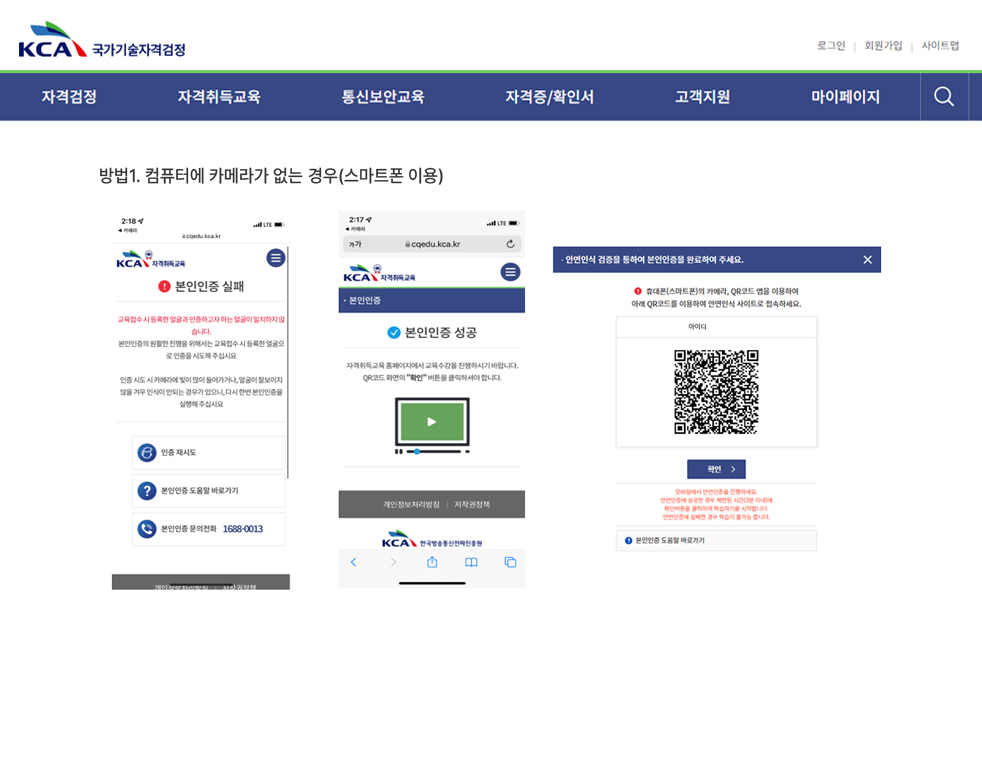 KCA 국가기술자격검정
로그인 | 회원가입 | 사이트맵
자격검정 자격취득교육 통신보안교육 자격증/확인서 고객지원 마이페이지
방법1. 컴퓨터에 카메라가 없는 경우(스마트폰 이용)
2:18
LTE
◀ 카메라
cqedu.kca.kr
KCA 자격취득교육
본인인증 실패
교육접수 시 등록한 얼굴과 인증하고자 하는 얼굴이 일치하지 않
습니다.
본인인증의 원활한 진행을 위해서는 교육접수 시 등록한 얼굴으
로 인증을 시도해 주십시요
인증 시도 시 카메라에 빛이 많이 들어가거나, 얼굴이 잘보이지
않을 겨우 인식이 안되는 경우가 있으니, 다시 한번 본인인증을
실행해 주십시요
인증 재시도
본인인증 도움말 바로가기
본인인증 문의전화 1688-0013
개인정보처리방침 | 저작권정책
2:17
LTE
◀ 카메라
가가 cqedu.kca.kr
KCA 자격취득교육
· 본인인증
본인인증 성공
자격취득교육 홈페이지에서 교육수강을 진행하시기 바랍니다.
QR코드 화면의 "확인" 버튼을 클릭하셔야 합니다.
개인정보처리방침 | 저작권정책
KCA 한국방송통신전파진흥원
· 안면인식 검증을 통하여 본인인증을 완료하여 주세요.
휴대폰(스마트폰)의 카메라, QR코드 앱을 이용하여
아래 QR코드를 이용하여 안면인식 사이트로 접속하세요.
아이디
확인
모바일에서 안면인증을 진행하세요.
안면인증에 성공한 경우 제한된 시간(3분 이내)에
확인버튼을 클릭하여 학습하기를 시작합니다.
안면인증에 실패한 경우 학습이 불가능 합니다.
본인인증 도움말 바로가기